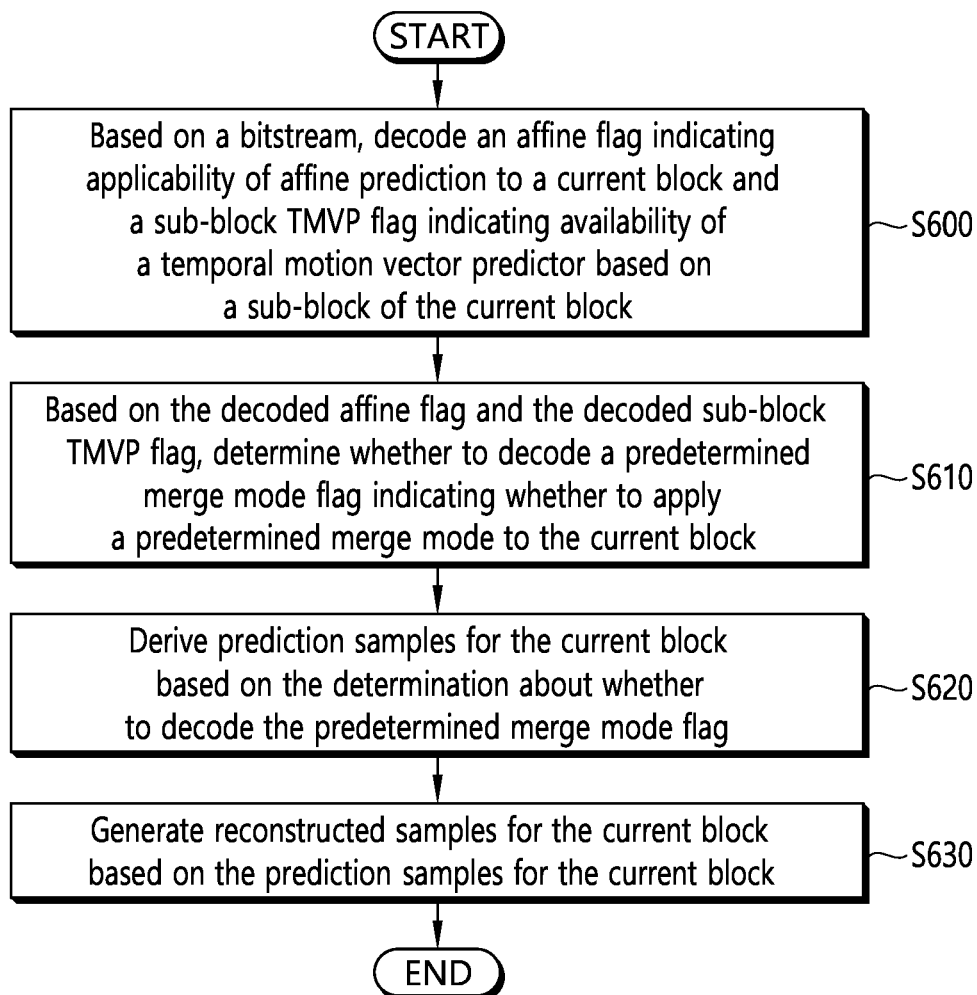 START
Based on a bitstream, decode an affine flag indicating
applicability of affine prediction to a current block and
a sub-block TMVP flag indicating availability of
a temporal motion vector predictor based on
a sub-block of the current block
S600
Based on the decoded affine flag and the decoded sub-block
TMVP flag, determine whether to decode a predetermined
merge mode flag indicating whether to apply
a predetermined merge mode to the current block
S610
Derive prediction samples for the current block
based on the determination about whether
to decode the predetermined merge mode flag
S620
Generate reconstructed samples for the current block
based on the prediction samples for the current block
S630
END